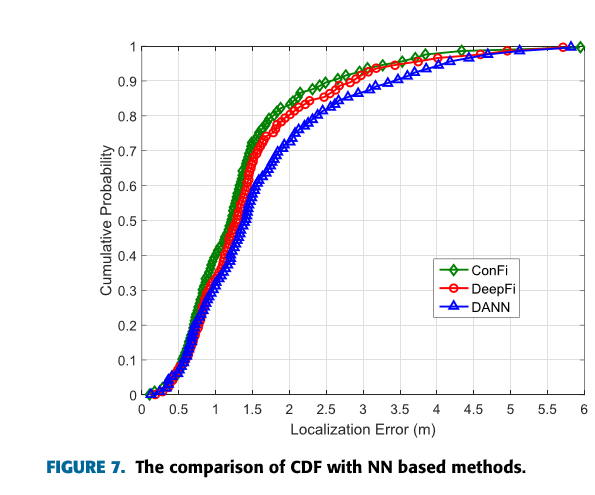 1
0.9
0.8
0.7
0.6
0.5
0.4
0.3
0.2
0.1
0
Cumulative Probability
ConFi
DeepFi
DANN
0 0.5 1 1.5 2 2.5 3 3.5 4 4.5 5 5.5 6
Localization Error (m)
FIGURE 7. The comparison of CDF with NN based methods.